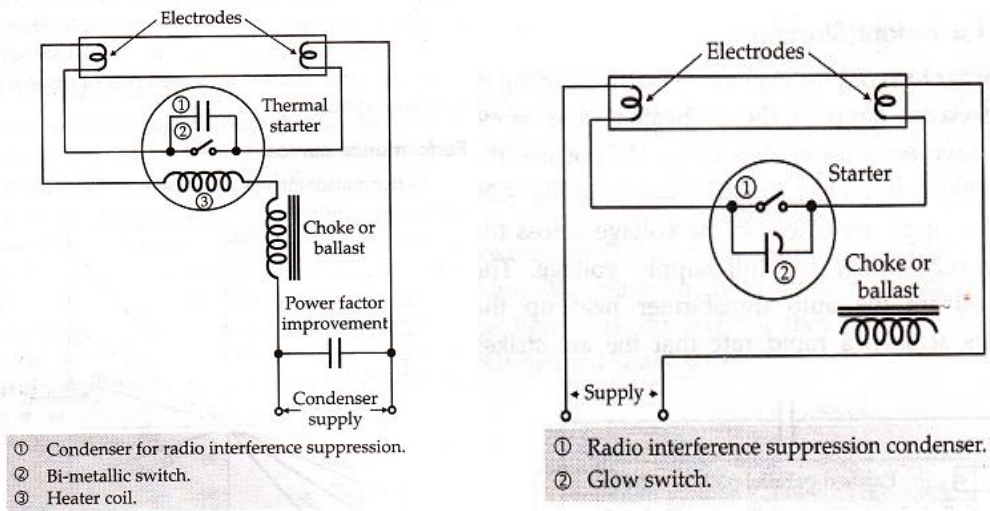 Electrodes
①
②
Thermal
starter
③
Choke or
ballast
Power factor
improvement
Condenser
supply
① Condenser for radio interference suppression.
② Bi-metallic switch.
③ Heater coil.
Electrodes
①
Starter
②
Choke or
ballast
Supply
① Radio interference suppression condenser.
② Glow switch.